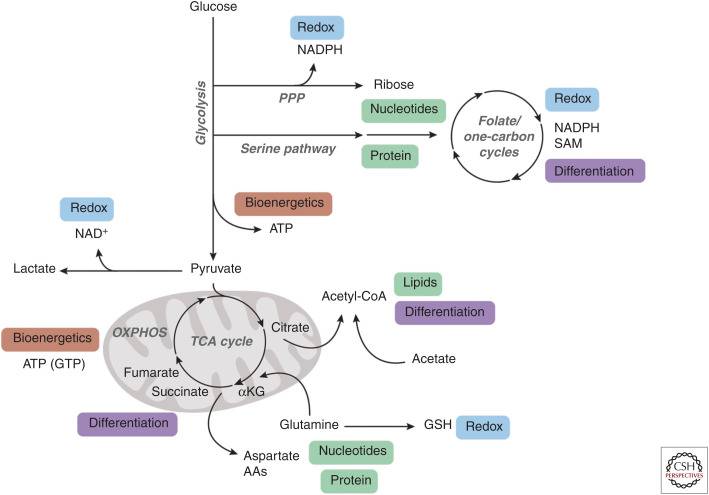 Glucose
Redox
NADPH
Glycolysis
PPP
Ribose
Nucleotides
Serine pathway
Protein
Folate/
one-carbon
cycles
Redox
NADPH
SAM
Differentiation
Bioenergetics
ATP
Redox
NAD⁺
Lactate
Pyruvate
Acetyl-CoA
Lipids
Differentiation
OXPHOS
TCA cycle
Citrate
Bioenergetics
ATP (GTP)
Acetate
Fumarate
Succinate
αKG
Differentiation
Glutamine
GSH
Redox
Aspartate
AAs
Nucleotides
Protein
CSH
PERSPECTIVES